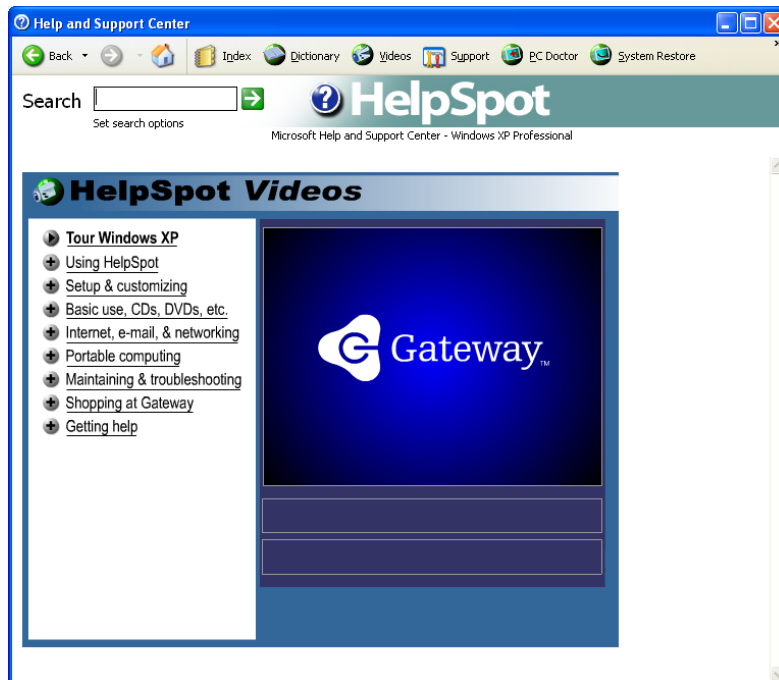 Help and Support Center
Back Index Dictionary Videos Support PC Doctor System Restore
Search
Set search options
HelpSpot
Microsoft Help and Support Center - Windows XP Professional
HelpSpot Videos
Tour Windows XP
Using HelpSpot
Setup & customizing
Basic use, CDs, DVDs, etc.
Internet, e-mail, & networking
Portable computing
Maintaining & troubleshooting
Shopping at Gateway
Getting help
Gateway™